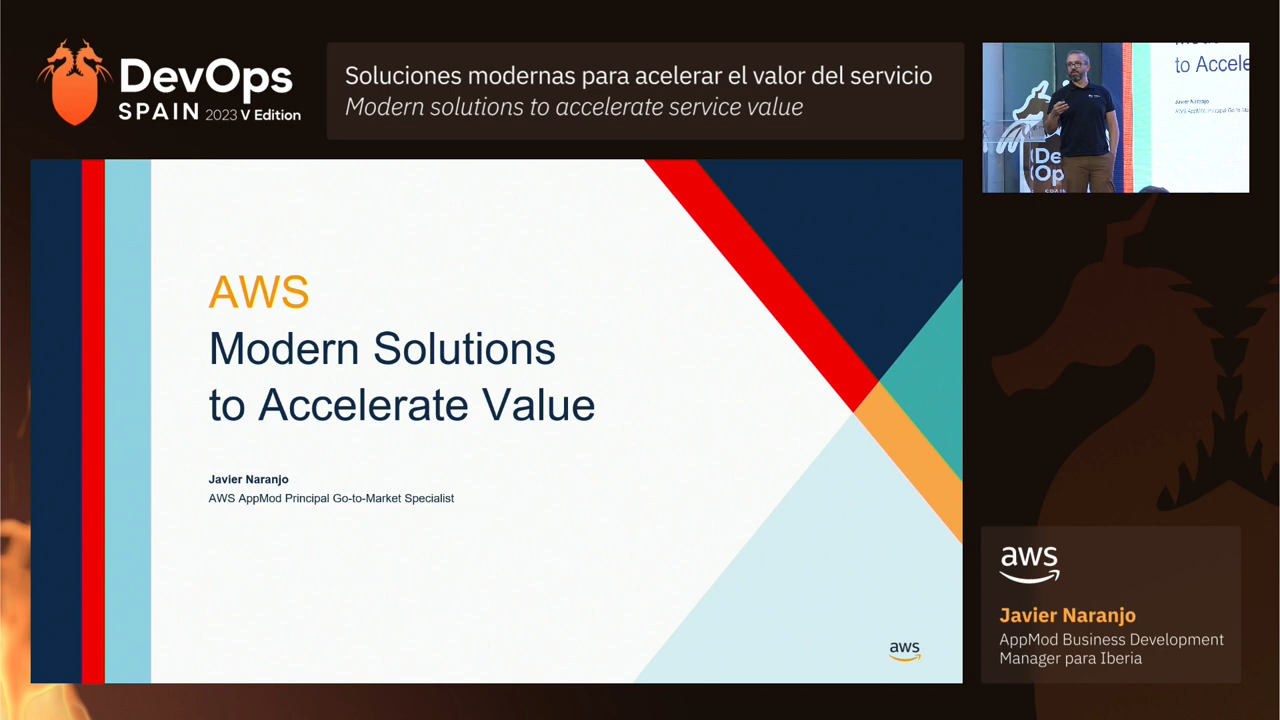 DevOps
SPAIN 2023 V Edition
Soluciones modernas para acelerar el valor del servicio
Modern solutions to accelerate service value
to Accele
Javier Naranjo
AWS
Modern Solutions
to Accelerate Value
Javier Naranjo
AWS AppMod Principal Go-to-Market Specialist
aws
aws
Javier Naranjo
AppMod Business Development
Manager para Iberia